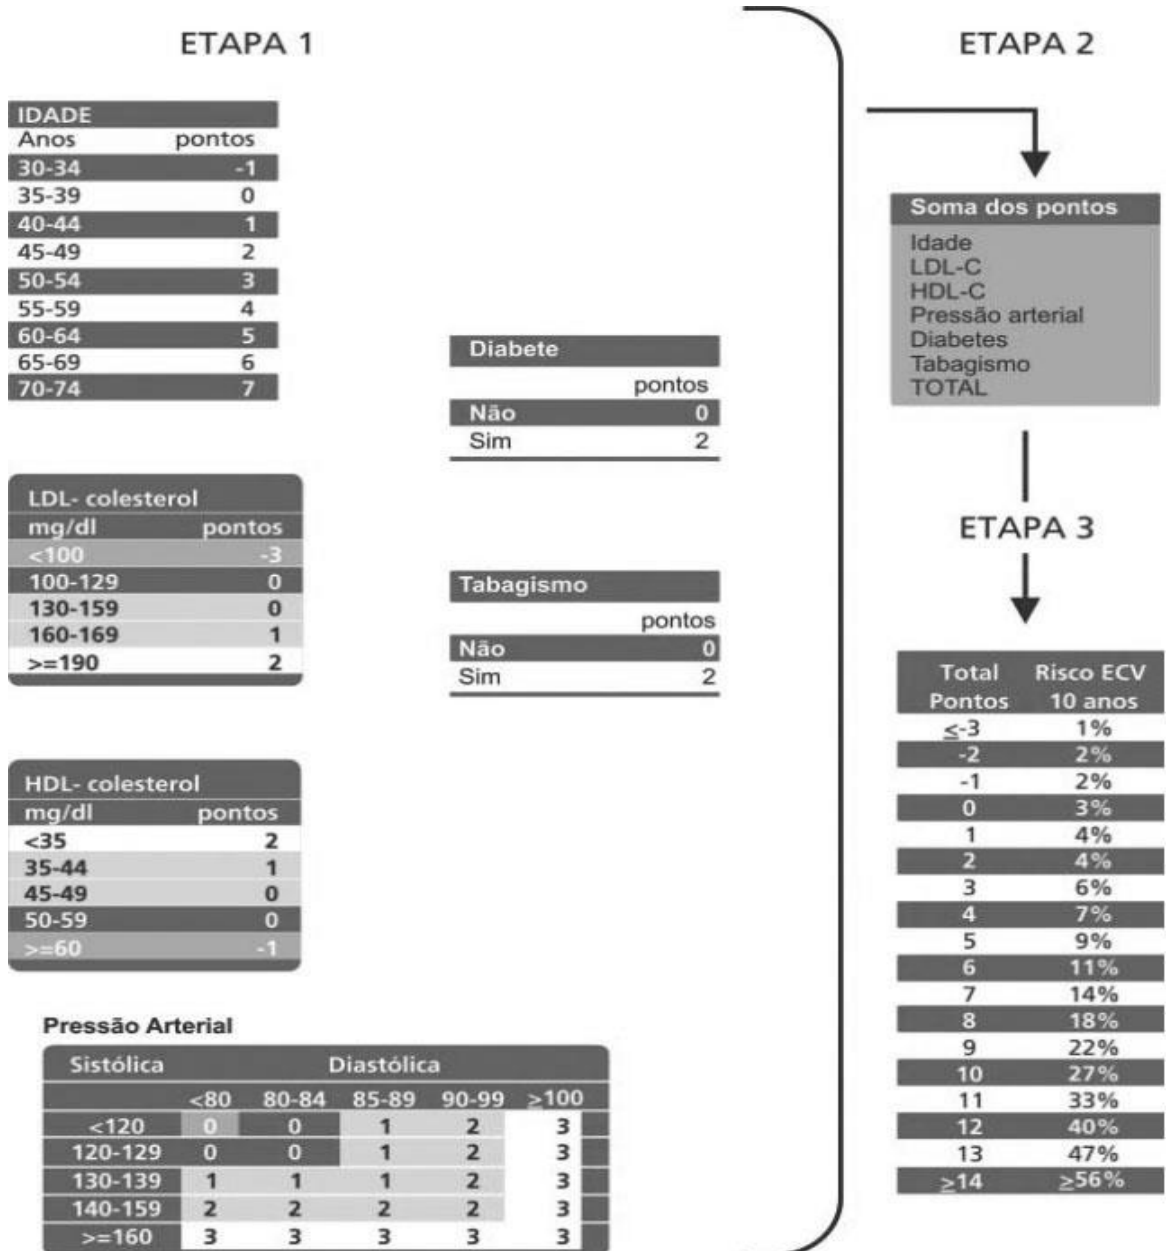 ETAPA 1
IDADE
Anos pontos
30-34 -1
35-39 0
40-44 1
45-49 2
50-54 3
55-59 4
60-64 5
65-69 6
70-74 7
LDL- colesterol
mg/dl pontos
<100 -3
100-129 0
130-159 0
160-169 1
>=190 2
HDL- colesterol
mg/dl pontos
<35 2
35-44 1
45-49 0
50-59 0
>=60 -1
Diabete
pontos
Não 0
Sim 2
Tabagismo
pontos
Não 0
Sim 2
Pressão Arterial
Sistólica Diastólica
<80 80-84 85-89 90-99 ≥100
<120 0 0 1 2 3
120-129 0 0 1 2 3
130-139 1 1 1 2 3
140-159 2 2 2 2 3
>=160 3 3 3 3 3
ETAPA 2
Soma dos pontos
Idade
LDL-C
HDL-C
Pressão arterial
Diabetes
Tabagismo
TOTAL
ETAPA 3
Total Risco ECV
Pontos 10 anos
≤-3 1%
-2 2%
-1 2%
0 3%
1 4%
2 4%
3 6%
4 7%
5 9%
6 11%
7 14%
8 18%
9 22%
10 27%
11 33%
12 40%
13 47%
≥14 ≥56%